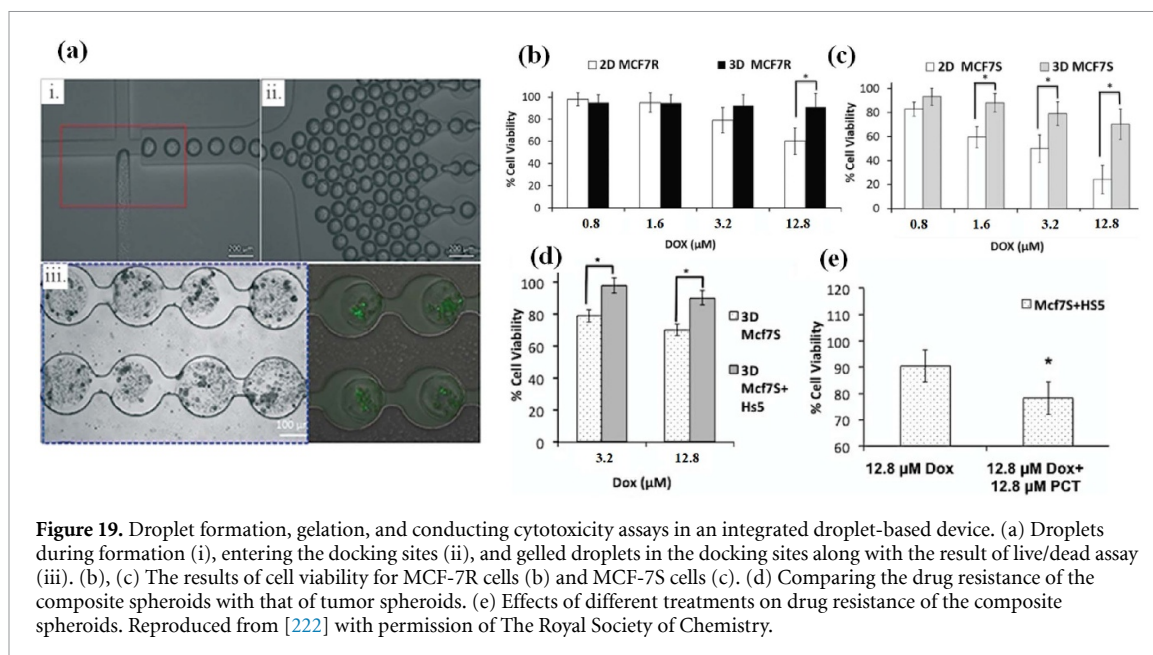 (a)
i.
ii.
200 µm
200 µm
iii.
100 µm
(b)
2D MCF7R
3D MCF7R
*
% Cell Viability
100
80
60
40
20
0
0.8
1.6
3.2
12.8
DOX (µM)
(c)
2D MCF7S
3D MCF7S
*
*
*
% Cell Viability
100
80
60
40
20
0
0.8
1.6
3.2
12.8
DOX (µM)
(d)
*
*
% Cell Viability
100
80
60
40
20
0
3.2
12.8
Dox (µM)
3D
Mcf7S
3D
Mcf7S+
Hs5
(e)
% Cell Viability
120
110
100
90
80
70
60
Mcf7S+HS5
*
12.8 µM Dox
12.8 µM Dox+
12.8 µM PCT
Figure 19. Droplet formation, gelation, and conducting cytotoxicity assays in an integrated droplet-based device. (a) Droplets
during formation (i), entering the docking sites (ii), and gelled droplets in the docking sites along with the result of live/dead assay
(iii). (b), (c) The results of cell viability for MCF-7R cells (b) and MCF-7S cells (c). (d) Comparing the drug resistance of the
composite spheroids with that of tumor spheroids. (e) Effects of different treatments on drug resistance of the composite
spheroids. Reproduced from [222] with permission of The Royal Society of Chemistry.